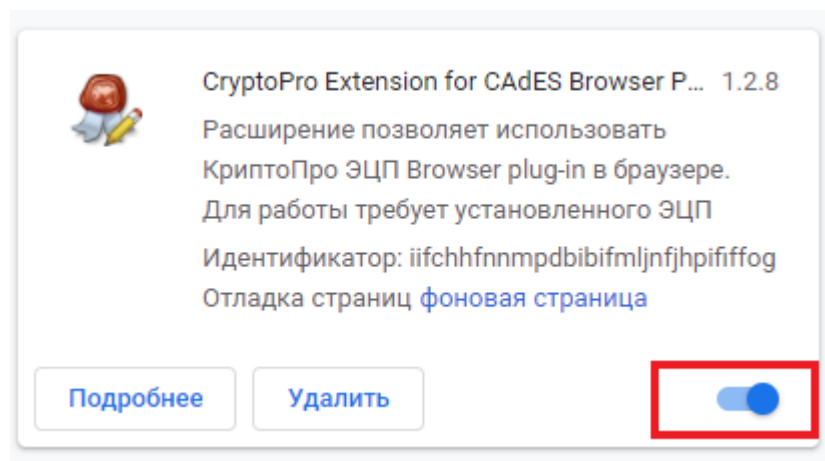 CryptoPro Extension for CAdES Browser P... 1.2.8
Расширение позволяет использовать
КриптоПро ЭЦП Browser plug-in в браузере.
Для работы требует установленного ЭЦП
Идентификатор: iifchhfnnmpdbibifmljnfjhpififfog
Отладка страниц фоновая страница
Подробнее Удалить